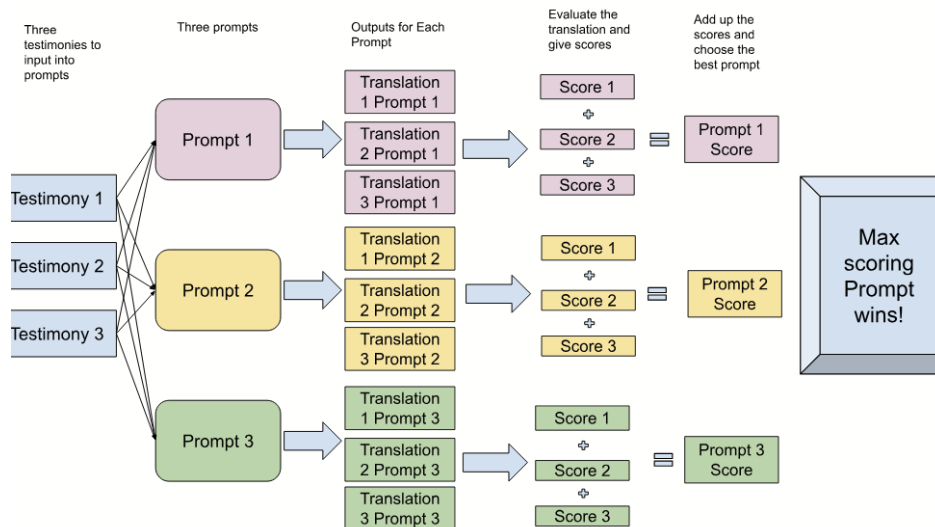 Three
testimonies to
input into
prompts
Three prompts
Outputs for Each
Prompt
Evaluate the
translation and
give scores
Add up the
scores and
choose the
best prompt
Testimony 1
Testimony 2
Testimony 3
Prompt 1
Translation
1 Prompt 1
Translation
2 Prompt 1
Translation
3 Prompt 1
Score 1
+
Score 2
+
Score 3
=
Prompt 1
Score
Prompt 2
Translation
1 Prompt 2
Translation
2 Prompt 2
Translation
3 Prompt 2
Score 1
+
Score 2
+
Score 3
=
Prompt 2
Score
Prompt 3
Translation
1 Prompt 3
Translation
2 Prompt 3
Translation
3 Prompt 3
Score 1
+
Score 2
+
Score 3
=
Prompt 3
Score
Max
scoring
Prompt
wins!